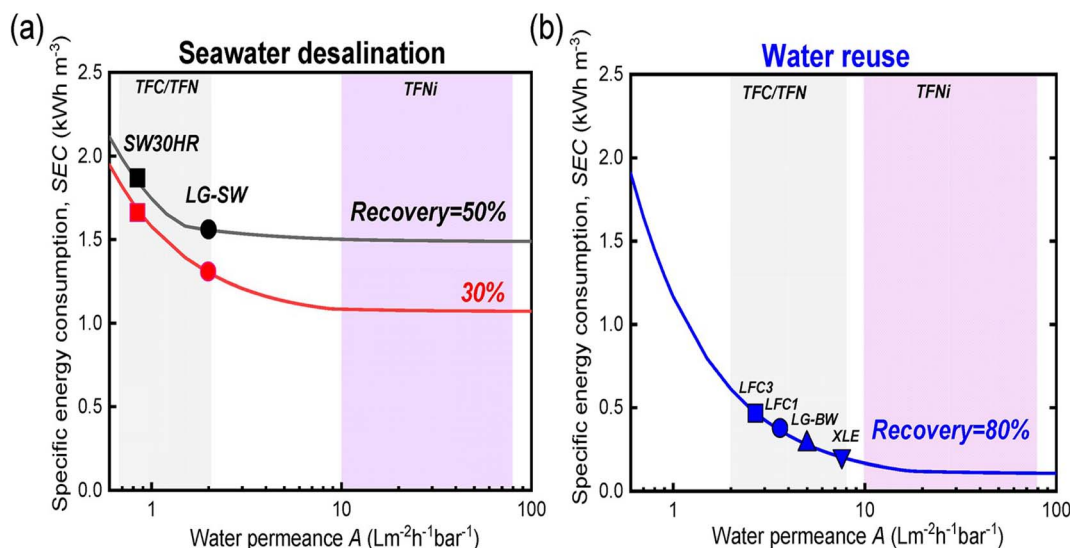 (a)
Seawater desalination
Specific energy consumption, SEC (kWh m⁻³)
2.5
2.0
1.5
1.0
0.5
0.0
TFC/TFN
TFNi
SW30HR
LG-SW
Recovery=50%
30%
1
10
100
Water permeance A (Lm⁻²h⁻¹bar⁻¹)
(b)
Water reuse
Specific energy consumption, SEC (kWh m⁻³)
2.5
2.0
1.5
1.0
0.5
0.0
TFC/TFN
TFNi
LFC3
LFC1
LG-BW
XLE
Recovery=80%
1
10
100
Water permeance A (Lm⁻²h⁻¹bar⁻¹)